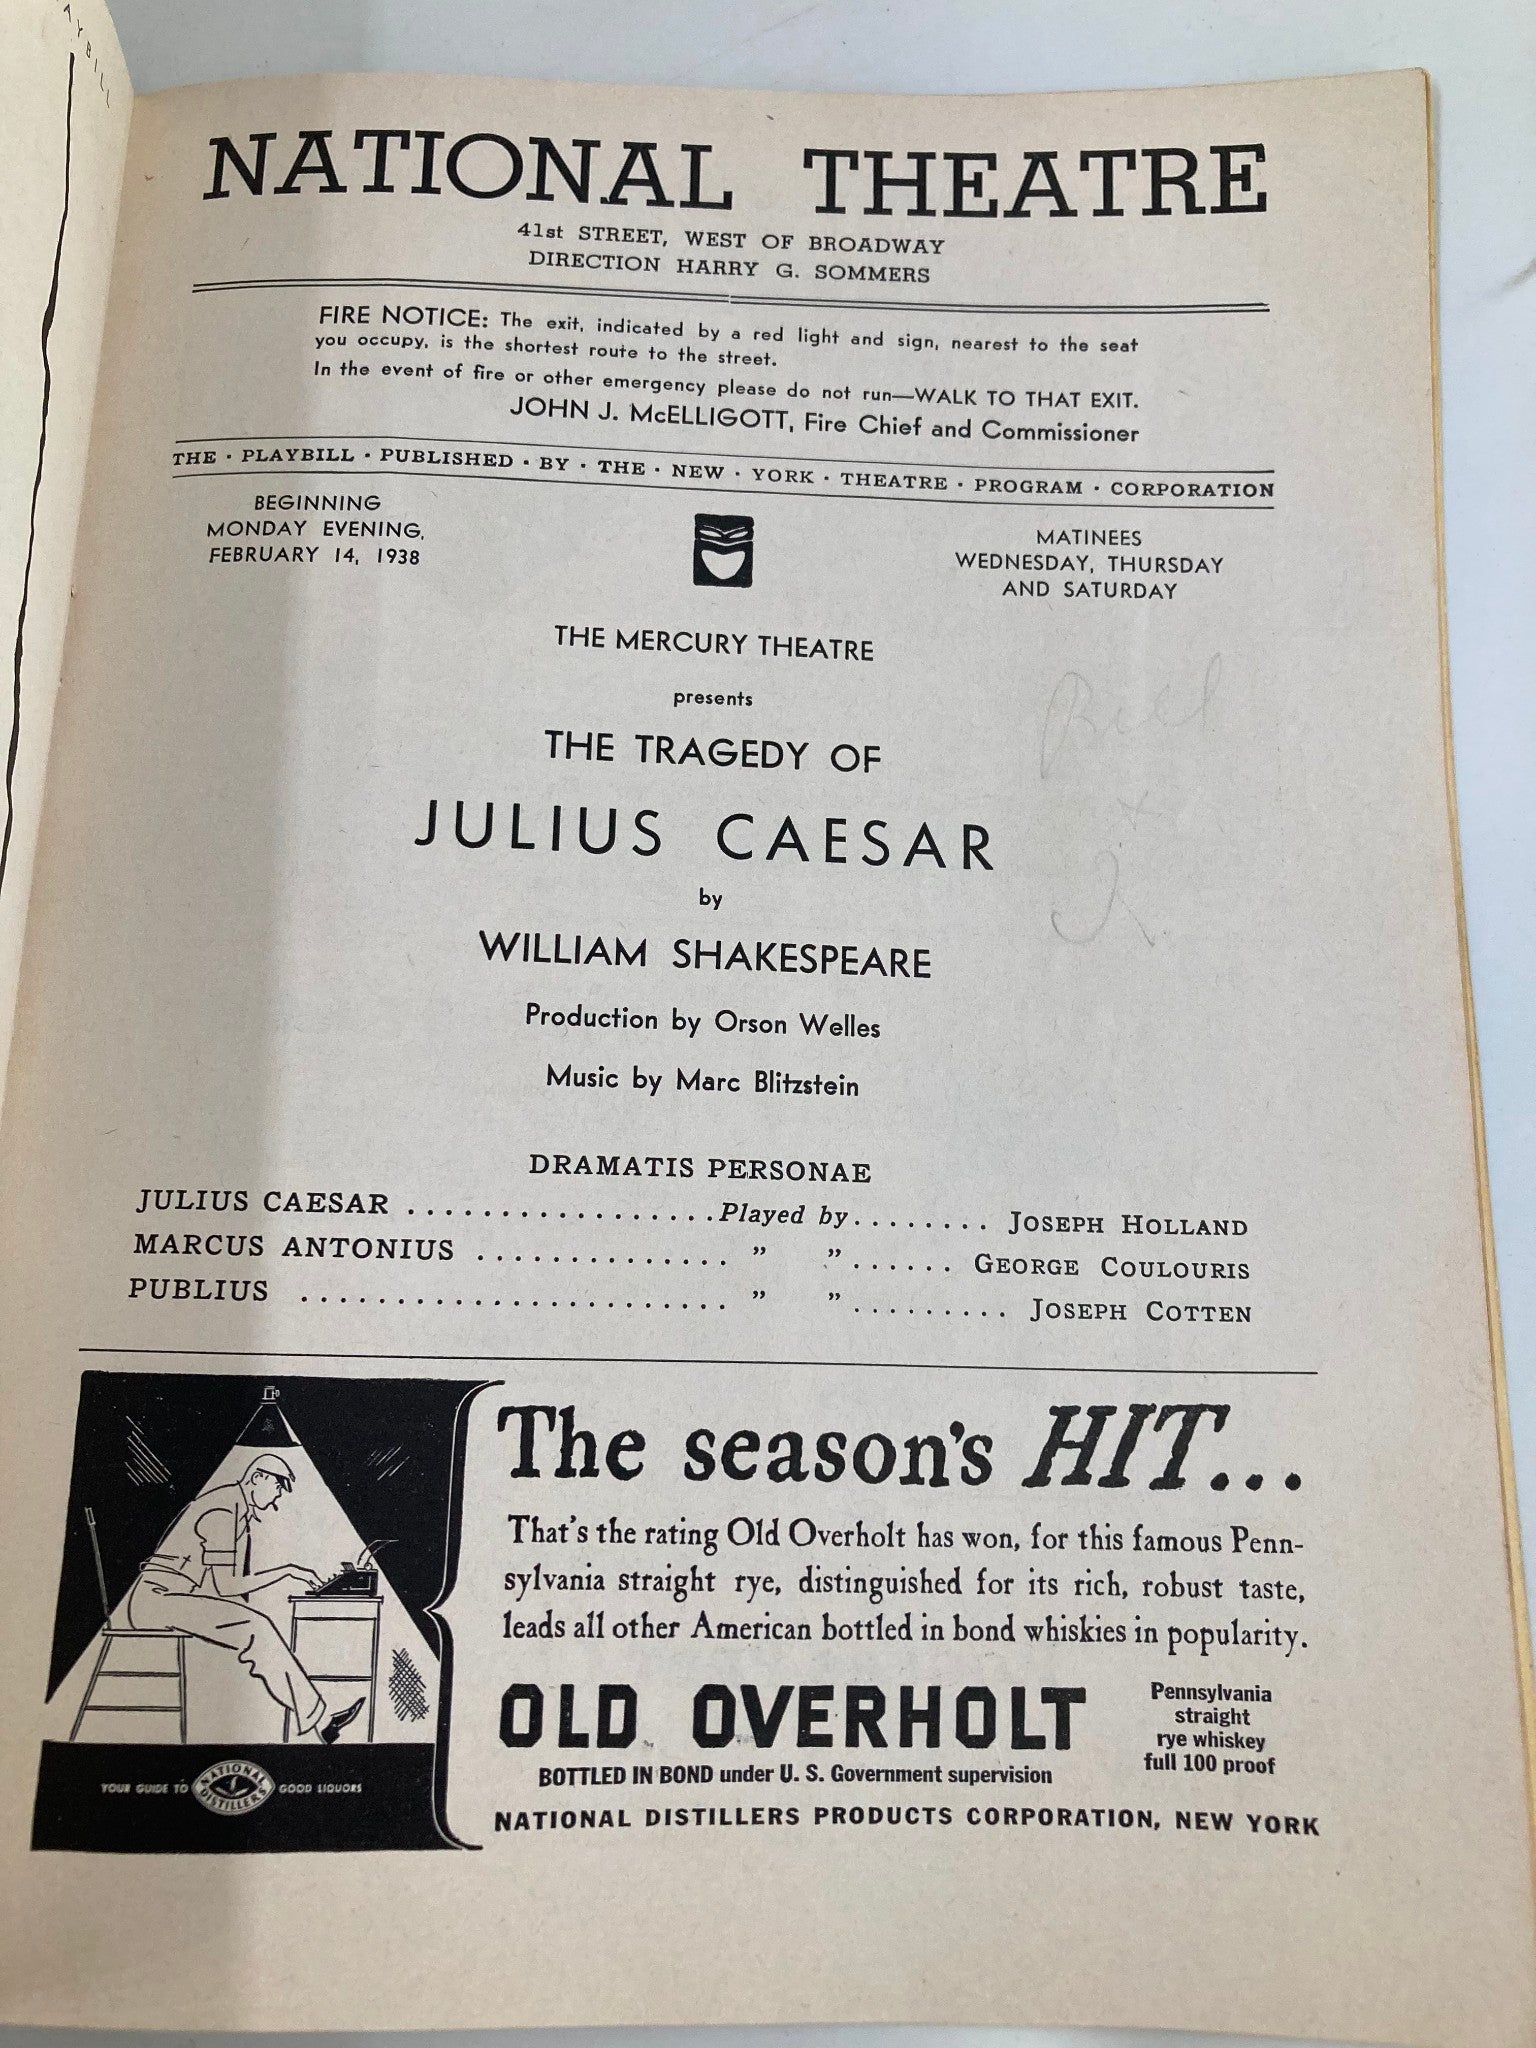 NATIONAL THEATRE
41st STREET, WEST OF BROADWAY
DIRECTION HARRY G. SOMMERS
FIRE NOTICE: The exit, indicated by a red light and sign, nearest to the seat
you occupy, is the shortest route to the street.
In the event of fire or other emergency please do not run—WALK TO THAT EXIT.
JOHN J. McELLIGOTT, Fire Chief and Commissioner
THE · PLAYBILL · PUBLISHED · BY · THE · NEW · YORK · THEATRE · PROGRAM · CORPORATION
BEGINNING
MONDAY EVENING,
FEBRUARY 14, 1938
MATINEES
WEDNESDAY, THURSDAY
AND SATURDAY
THE MERCURY THEATRE
presents
THE TRAGEDY OF
JULIUS CAESAR
by
WILLIAM SHAKESPEARE
Production by Orson Welles
Music by Marc Blitzstein
Bill
DRAMATIS PERSONAE
JULIUS CAESAR ..................Played by........ JOSEPH HOLLAND
MARCUS ANTONIUS .............. " " ...... GEORGE COULOURIS
PUBLIUS ........................ " " .......... JOSEPH COTTEN
The season's HIT...
That's the rating Old Overholt has won, for this famous Penn-
sylvania straight rye, distinguished for its rich, robust taste,
leads all other American bottled in bond whiskies in popularity.
OLD OVERHOLT
Pennsylvania
straight
rye whiskey
full 100 proof
BOTTLED IN BOND under U. S. Government supervision
NATIONAL DISTILLERS PRODUCTS CORPORATION, NEW YORK
YOUR GUIDE TO NATIONAL DISTILLERS GOOD LIQUORS